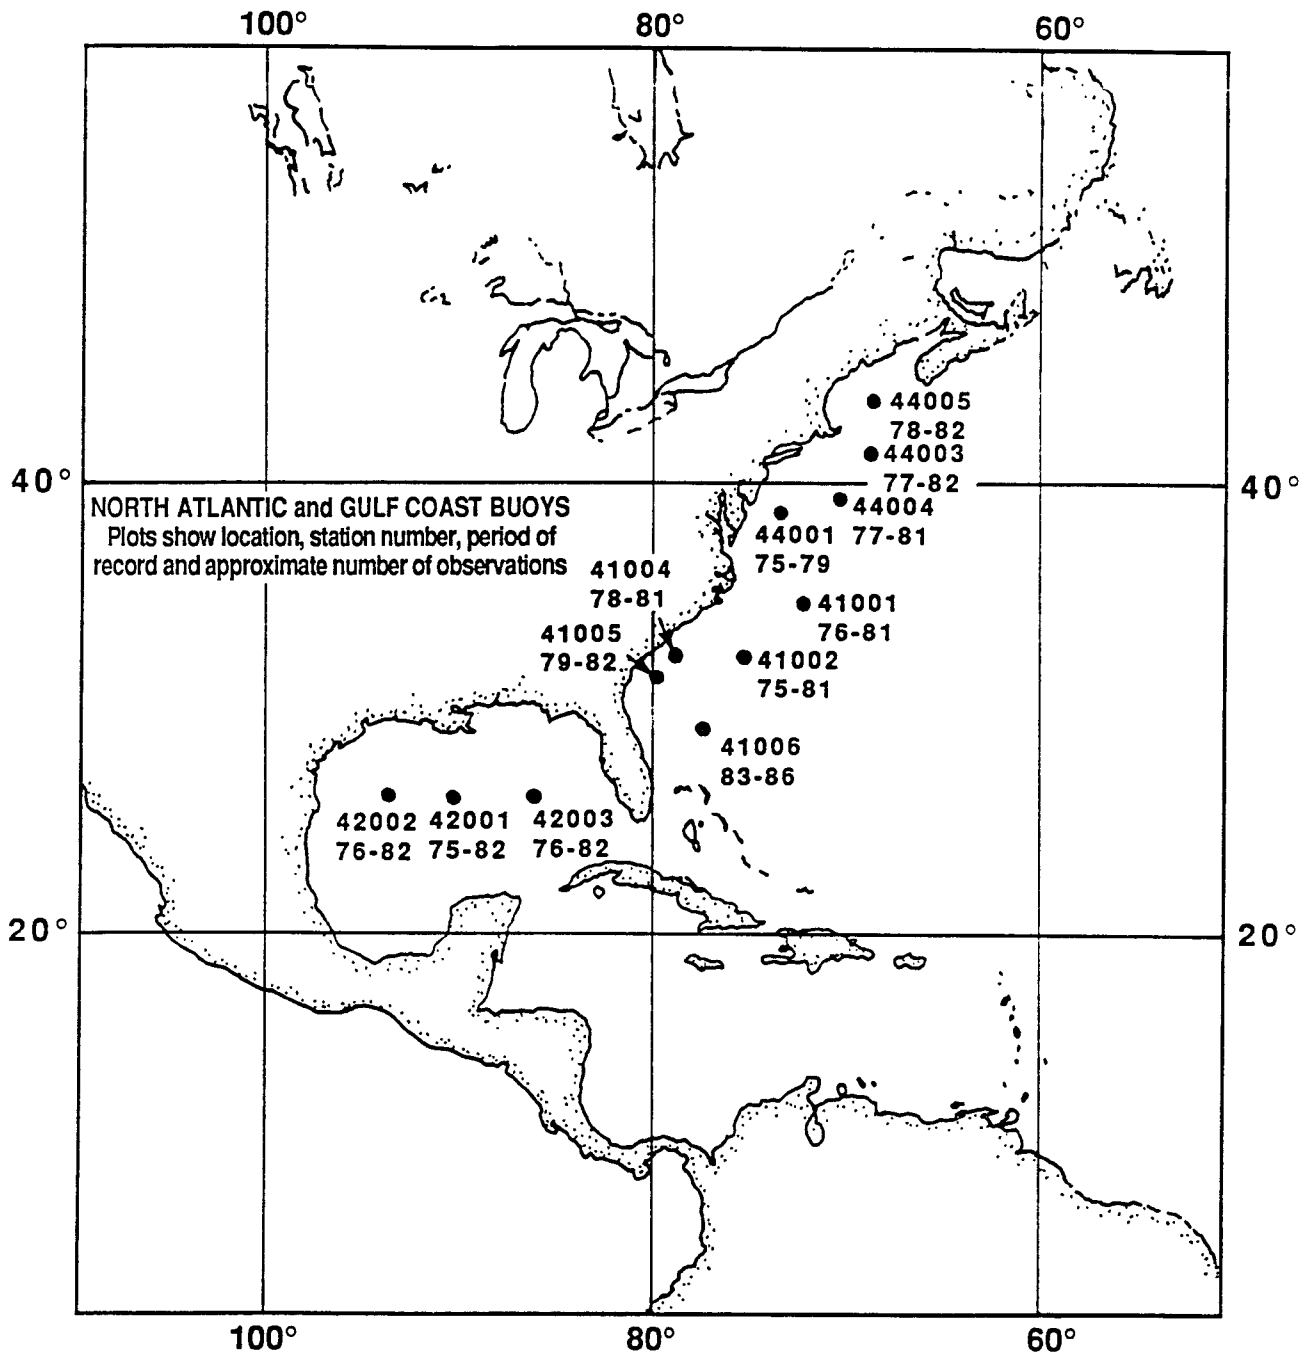 100° 80° 60°
44005
78-82
44003
77-82
40° 40°
NORTH ATLANTIC and GULF COAST BUOYS
Plots show location, station number, period of
record and approximate number of observations
44004
77-81
44001
75-79
41004
78-81
41001
76-81
41005
79-82
41002
75-81
41006
83-86
42002 42001 42003
76-82 75-82 76-82
20° 20°
100° 80° 60°